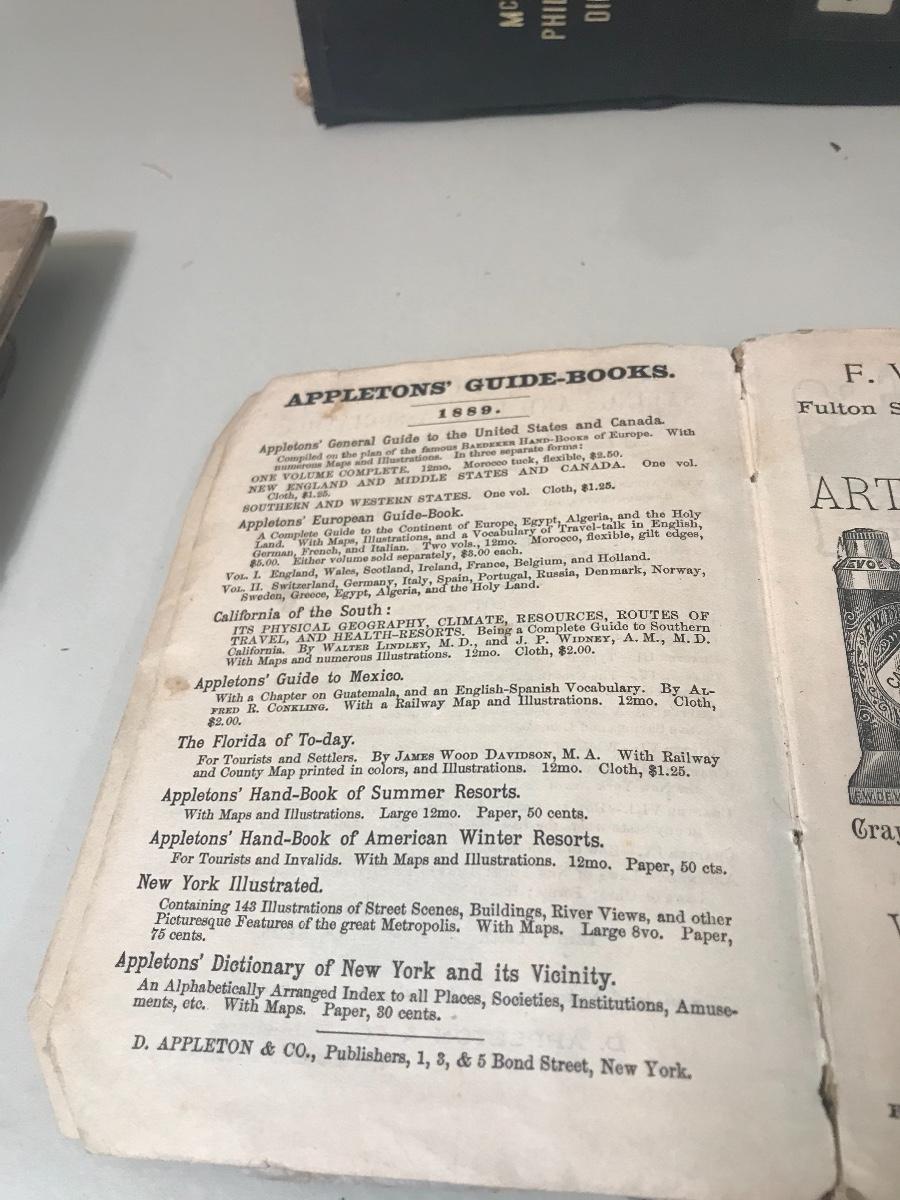 MC
PHI
DI
APPLETONS' GUIDE-BOOKS.
1889.
Appletons' General Guide to the United States and Canada.
Compiled on the plan of the famous BAEDEKER HAND-BOOKS of Europe. With
numerous Maps and Illustrations. In three separate forms:
ONE VOLUME COMPLETE. 12mo. Morocco tuck, flexible, $2.50.
NEW ENGLAND AND MIDDLE STATES AND CANADA. One vol.
Cloth, $1.25.
SOUTHERN AND WESTERN STATES. One vol. Cloth, $1.25.
Appletons' European Guide-Book.
A Complete Guide to the Continent of Europe, Egypt, Algeria, and the Holy
Land. With Maps, Illustrations, and a Vocabulary of Travel-talk in English,
German, French, and Italian. Two vols., 12mo. Morocco, flexible, gilt edges,
$5.00. Either volume sold separately, $3.00 each.
VOL. I. England, Wales, Scotland, Ireland, France, Belgium, and Holland.
VOL. II. Switzerland, Germany, Italy, Spain, Portugal, Russia, Denmark, Norway,
Sweden, Greece, Egypt, Algeria, and the Holy Land.
California of the South:
ITS PHYSICAL GEOGRAPHY, CLIMATE, RESOURCES, ROUTES OF
TRAVEL, AND HEALTH-RESORTS. Being a Complete Guide to Southern
California. By WALTER LINDLEY, M. D., and J. P. WIDNEY, A. M., M. D.
With Maps and numerous Illustrations. 12mo. Cloth, $2.00.
Appletons' Guide to Mexico.
With a Chapter on Guatemala, and an English-Spanish Vocabulary. By AL-
FRED R. CONKLING. With a Railway Map and Illustrations. 12mo. Cloth,
$2.00.
The Florida of To-day.
For Tourists and Settlers. By JAMES WOOD DAVIDSON, M. A. With Railway
and County Map printed in colors, and Illustrations. 12mo. Cloth, $1.25.
Appletons' Hand-Book of Summer Resorts.
With Maps and Illustrations. Large 12mo. Paper, 50 cents.
Appletons' Hand-Book of American Winter Resorts.
For Tourists and Invalids. With Maps and Illustrations. 12mo. Paper, 50 cts.
New York Illustrated.
Containing 143 Illustrations of Street Scenes, Buildings, River Views, and other
Picturesque Features of the great Metropolis. With Maps. Large 8vo. Paper,
75 cents.
Appletons' Dictionary of New York and its Vicinity.
An Alphabetically Arranged Index to all Places, Societies, Institutions, Amuse-
ments, etc. With Maps. Paper, 30 cents.
D. APPLETON & CO., Publishers, 1, 3, & 5 Bond Street, New York.
F.
Fulton S
ART
Cray